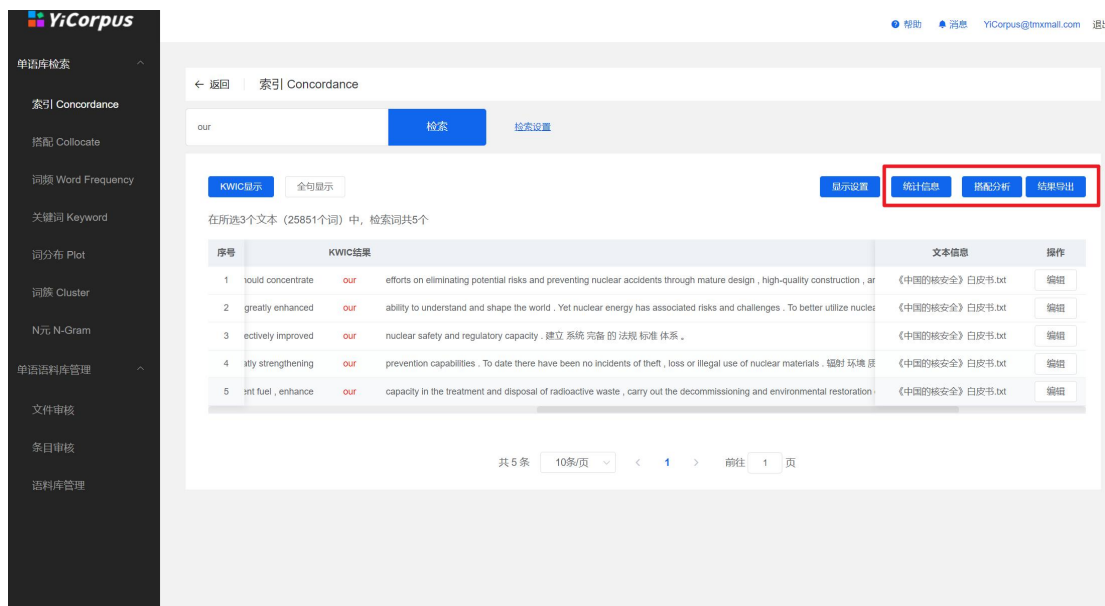 YiCorpus
帮助 消息 YiCorpus@tmxmall.com
单语库检索
索引 Concordance
搭配 Collocate
词频 Word Frequency
关键词 Keyword
词分布 Plot
词族 Cluster
N元 N-Gram
单语语料库管理
文件审核
条目审核
语料库管理
← 返回 索引 Concordance
our 检索 检索设置
KWIC显示 全句显示 显示设置 统计信息 搭配分析 结果导出
在所选3个文本（25851个词）中，检索词共5个
序号 KWIC结果 文本信息 操作
1 concentrate our efforts on eliminating potential risks and preventing nuclear accidents through mature design , high-quality construction , 《中国的核安全》白皮书.txt 编辑
2 greatly enhanced our ability to understand and shape the world . Yet nuclear energy has associated risks and challenges . To better utilize 《中国的核安全》白皮书.txt 编辑
3 improved our nuclear safety and regulatory capacity . 建立 系统 完备 的 法规 标准 体系 。 《中国的核安全》白皮书.txt 编辑
4 strengthening our prevention capabilities . To date there have been no incidents of theft , loss or illegal use of nuclear materials . 辐射 环境 质 《中国的核安全》白皮书.txt 编辑
5 fuel , enhance our capacity in the treatment and disposal of radioactive waste , carry out the decommissioning and environmental restoration 《中国的核安全》白皮书.txt 编辑
共 5 条 10条/页 < 1 > 前往 1 页